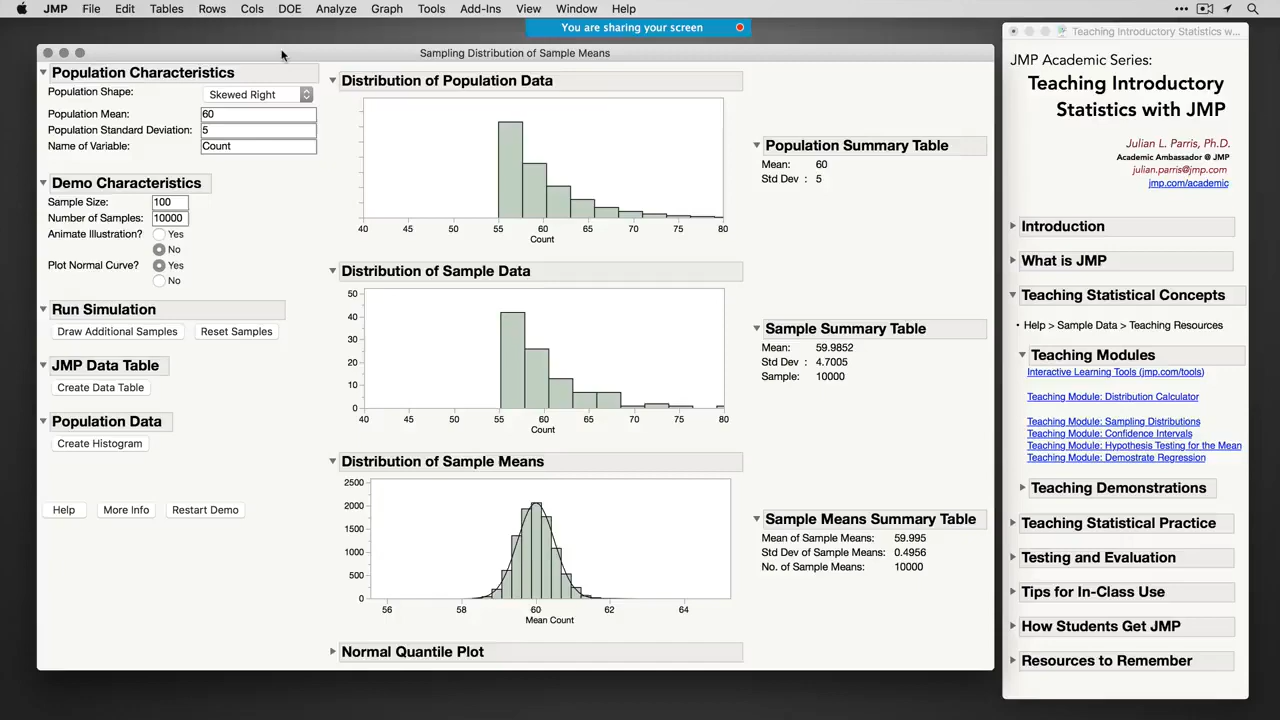 JMP File Edit Tables Rows Cols DOE Analyze Graph Tools Add-Ins View Window Help
You are sharing your screen
Sampling Distribution of Sample Means
Population Characteristics
Population Shape: Skewed Right
Population Mean: 60
Population Standard Deviation: 5
Name of Variable: Count
Demo Characteristics
Sample Size: 100
Number of Samples: 10000
Animate Illustration? Yes
No
Plot Normal Curve? Yes
No
Run Simulation
Draw Additional Samples Reset Samples
JMP Data Table
Create Data Table
Population Data
Create Histogram
Help More Info Restart Demo
Distribution of Population Data
40 45 50 55 60 65 70 75 80
Count
Population Summary Table
Mean: 60
Std Dev : 5
Distribution of Sample Data
50
40
30
20
10
0
40 45 50 55 60 65 70 75 80
Count
Sample Summary Table
Mean: 59.9852
Std Dev : 4.7005
Sample: 10000
Distribution of Sample Means
2500
2000
1500
1000
500
0
56 58 60 62 64
Mean Count
Sample Means Summary Table
Mean of Sample Means: 59.995
Std Dev of Sample Means: 0.4956
No. of Sample Means: 10000
Normal Quantile Plot
Teaching Introductory Statistics w...
JMP Academic Series:
Teaching Introductory
Statistics with JMP
Julian L. Parris, Ph.D.
Academic Ambassador @ JMP
julian.parris@jmp.com
jmp.com/academic
Introduction
What is JMP
Teaching Statistical Concepts
• Help > Sample Data > Teaching Resources
Teaching Modules
Interactive Learning Tools (jmp.com/tools)
Teaching Module: Distribution Calculator
Teaching Module: Sampling Distributions
Teaching Module: Confidence Intervals
Teaching Module: Hypothesis Testing for the Mean
Teaching Module: Demostrate Regression
Teaching Demonstrations
Teaching Statistical Practice
Testing and Evaluation
Tips for In-Class Use
How Students Get JMP
Resources to Remember